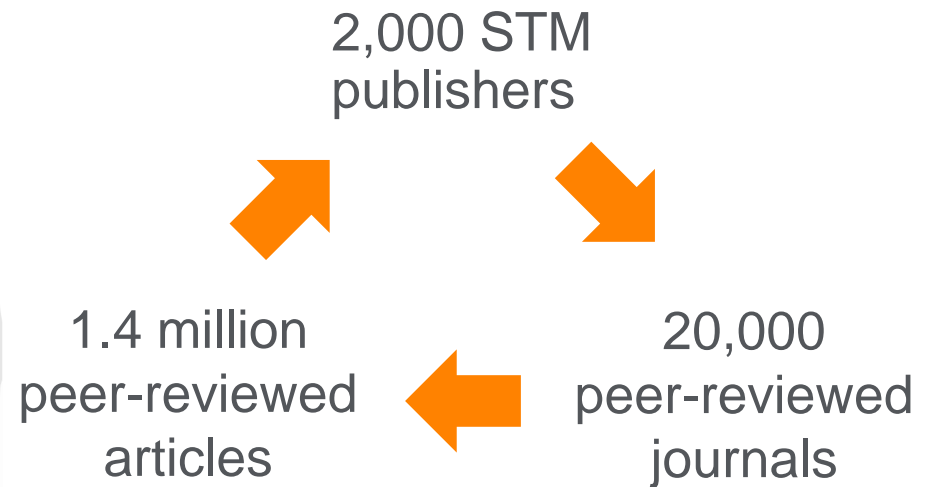 2,000 STM
publishers
1.4 million
peer-reviewed
articles
20,000
peer-reviewed
journals